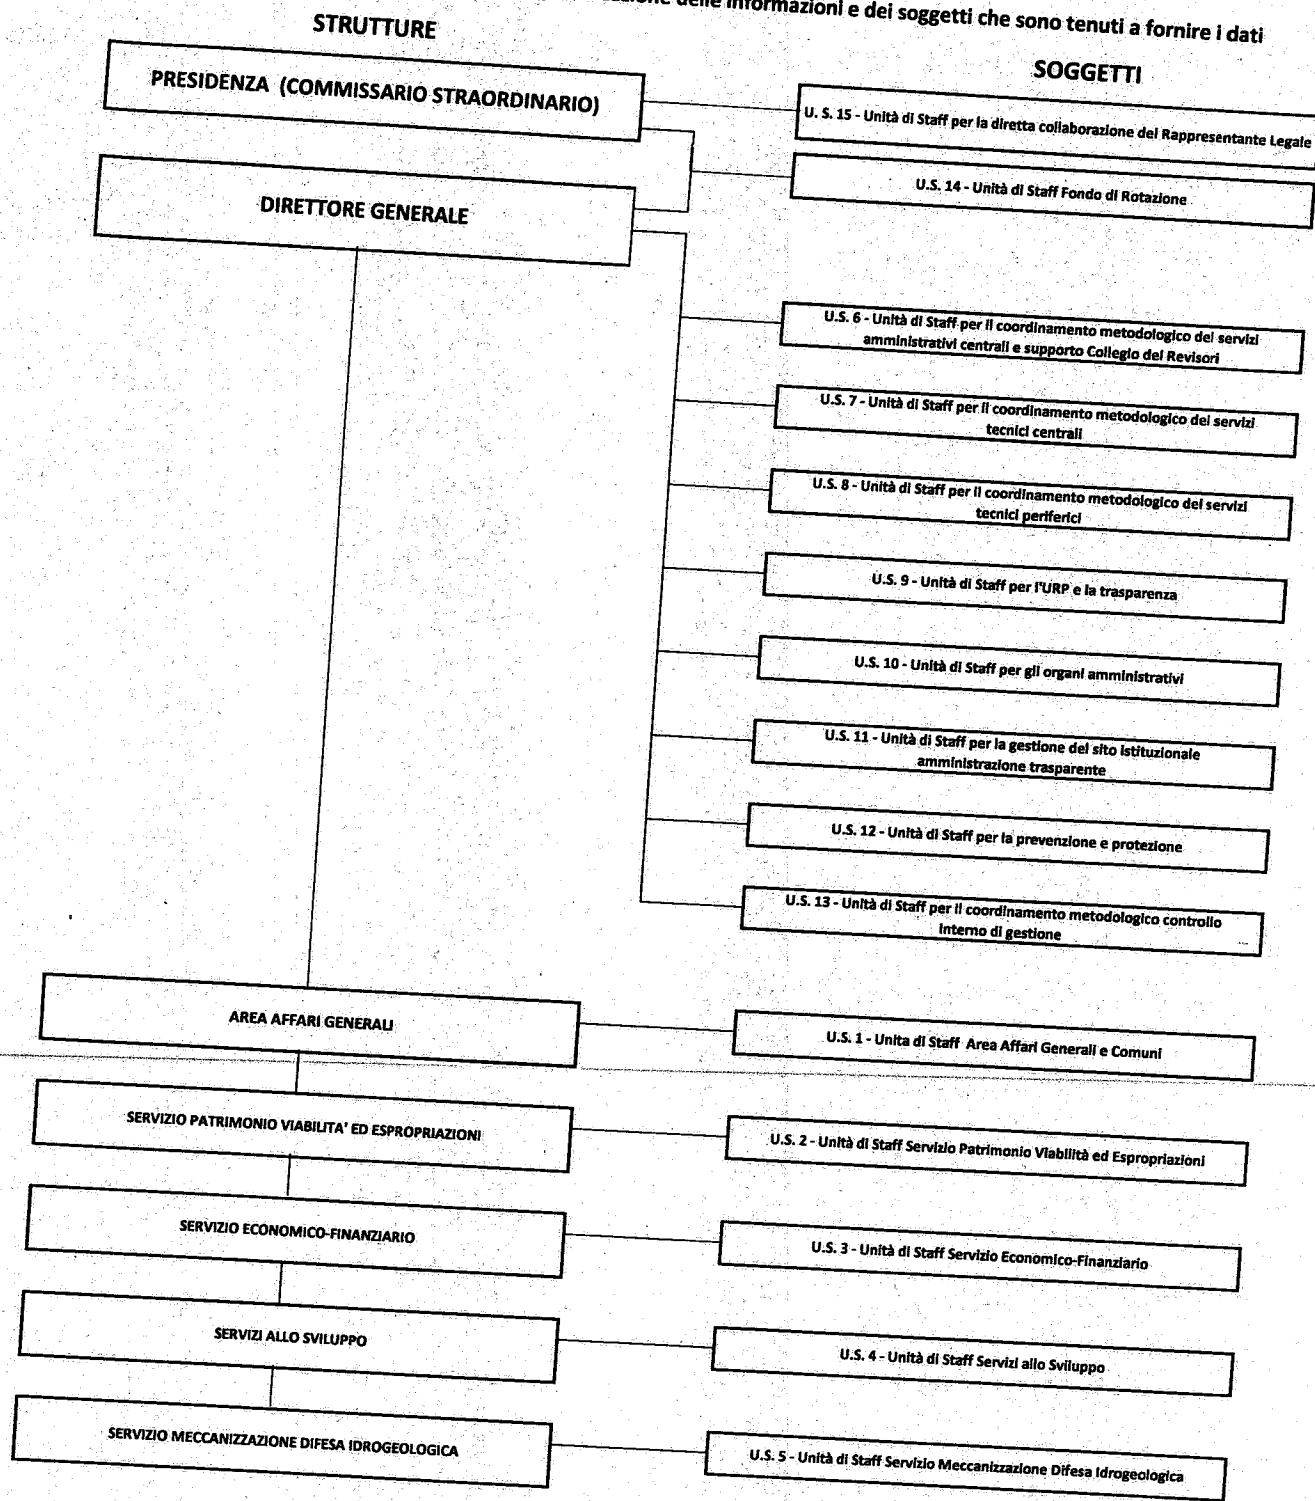 delle informazioni e dei soggetti che sono tenuti a fornire i dati
STRUTTURE
SOGGETTI
PRESIDENZA (COMMISSARIO STRAORDINARIO)
U. S. 15 - Unità di Staff per la diretta collaborazione del Rappresentante Legale
U.S. 14 - Unità di Staff Fondo di Rotazione
DIRETTORE GENERALE
U.S. 6 - Unità di Staff per il coordinamento metodologico dei servizi
amministrativi centrali e supporto Collegio dei Revisori
U.S. 7 - Unità di Staff per il coordinamento metodologico dei servizi
tecnici centrali
U.S. 8 - Unità di Staff per il coordinamento metodologico dei servizi
tecnici periferici
U.S. 9 - Unità di Staff per l'URP e la trasparenza
U.S. 10 - Unità di Staff per gli organi amministrativi
U.S. 11 - Unità di Staff per la gestione del sito istituzionale
amministrazione trasparente
U.S. 12 - Unità di Staff per la prevenzione e protezione
U.S. 13 - Unità di Staff per il coordinamento metodologico controllo
interno di gestione
AREA AFFARI GENERALI
U.S. 1 - Unita di Staff Area Affari Generali e Comuni
SERVIZIO PATRIMONIO VIABILITA' ED ESPROPRIAZIONI
U.S. 2 - Unità di Staff Servizio Patrimonio Viabilità ed Espropriazioni
SERVIZIO ECONOMICO-FINANZIARIO
U.S. 3 - Unità di Staff Servizio Economico-Finanziario
SERVIZI ALLO SVILUPPO
U.S. 4 - Unità di Staff Servizi allo Sviluppo
SERVIZIO MECCANIZZAZIONE DIFESA IDROGEOLOGICA
U.S. 5 - Unità di Staff Servizio Meccanizzazione Difesa Idrogeologica